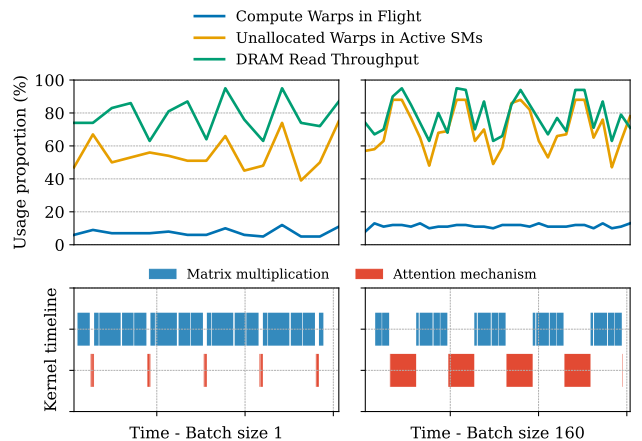 Compute Warps in Flight
Unallocated Warps in Active SMs
DRAM Read Throughput
Usage proportion (%)
100
80
60
40
20
0
Matrix multiplication
Attention mechanism
Kernel timeline
Time - Batch size 1
Time - Batch size 160